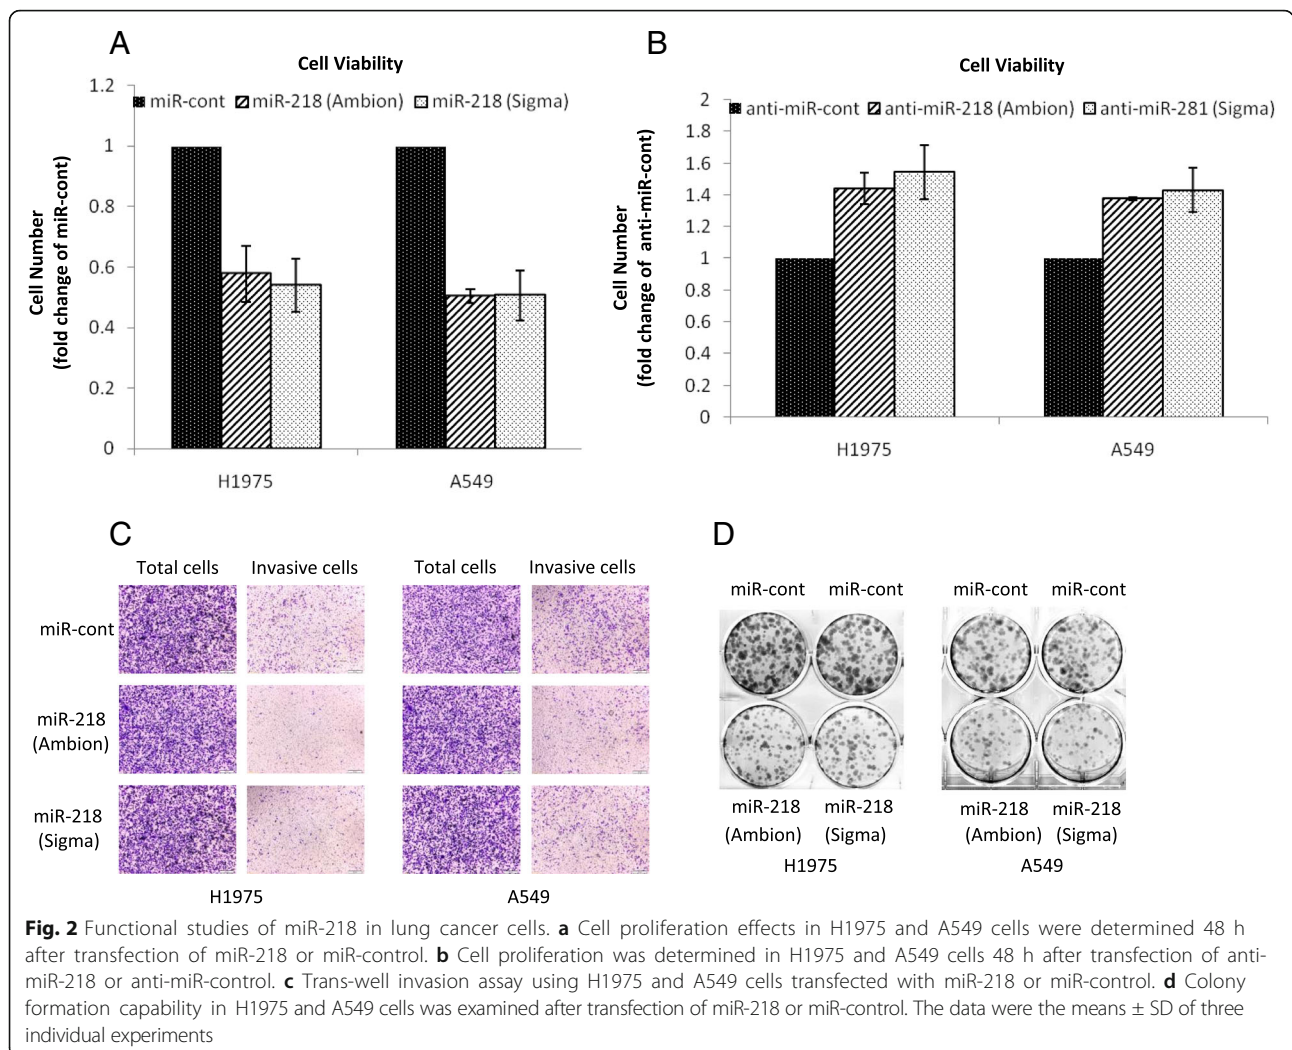 A
Cell Viability
miR-cont miR-218 (Ambion) miR-218 (Sigma)
Cell Number
(fold change of miR-cont)
1.2
1
0.8
0.6
0.4
0.2
0
H1975 A549
B
Cell Viability
anti-miR-cont anti-miR-218 (Ambion) anti-miR-281 (Sigma)
Cell Number
(fold change of anti-miR-cont)
2
1.8
1.6
1.4
1.2
1
0.8
0.6
0.4
0.2
0
H1975 A549
C
Total cells Invasive cells Total cells Invasive cells
miR-cont
miR-218
(Ambion)
miR-218
(Sigma)
H1975 A549
D
miR-cont miR-cont miR-cont miR-cont
miR-218 miR-218 miR-218 miR-218
(Ambion) (Sigma) (Ambion) (Sigma)
H1975 A549
Fig. 2 Functional studies of miR-218 in lung cancer cells. a Cell proliferation effects in H1975 and A549 cells were determined 48 h
after transfection of miR-218 or miR-control. b Cell proliferation was determined in H1975 and A549 cells 48 h after transfection of anti-
miR-218 or anti-miR-control. c Trans-well invasion assay using H1975 and A549 cells transfected with miR-218 or miR-control. d Colony
formation capability in H1975 and A549 cells was examined after transfection of miR-218 or miR-control. The data were the means ± SD of three
individual experiments